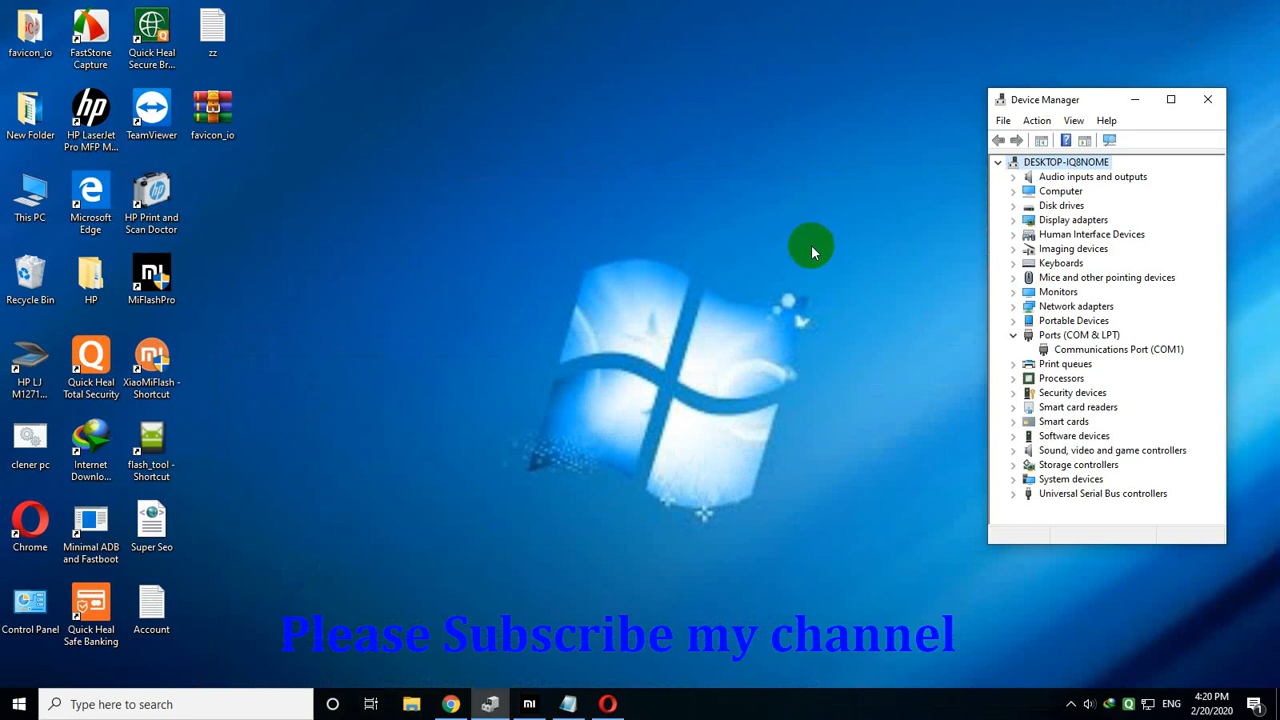 favicon_io
FastStone
Capture
Quick Heal
Secure Br...
zz
New Folder
HP LaserJet
Pro MFP M...
TeamViewer
favicon_io
This PC
Microsoft
Edge
HP Print and
Scan Doctor
Recycle Bin
HP
MiFlashPro
HP LJ
M1271...
Quick Heal
Total Security
XiaoMiFlash -
Shortcut
clener pc
Internet
Downlo...
flash_tool -
Shortcut
Chrome
Minimal ADB
and Fastboot
Super Seo
Control Panel
Quick Heal
Safe Banking
Account
Device Manager
File Action View Help
DESKTOP-IQ8NOME
Audio inputs and outputs
Computer
Disk drives
Display adapters
Human Interface Devices
Imaging devices
Keyboards
Mice and other pointing devices
Monitors
Network adapters
Portable Devices
Ports (COM & LPT)
Communications Port (COM1)
Print queues
Processors
Security devices
Smart card readers
Smart cards
Software devices
Sound, video and game controllers
Storage controllers
System devices
Universal Serial Bus controllers
Please Subscribe my channel
Type here to search
ENG
4:20 PM
2/20/2020